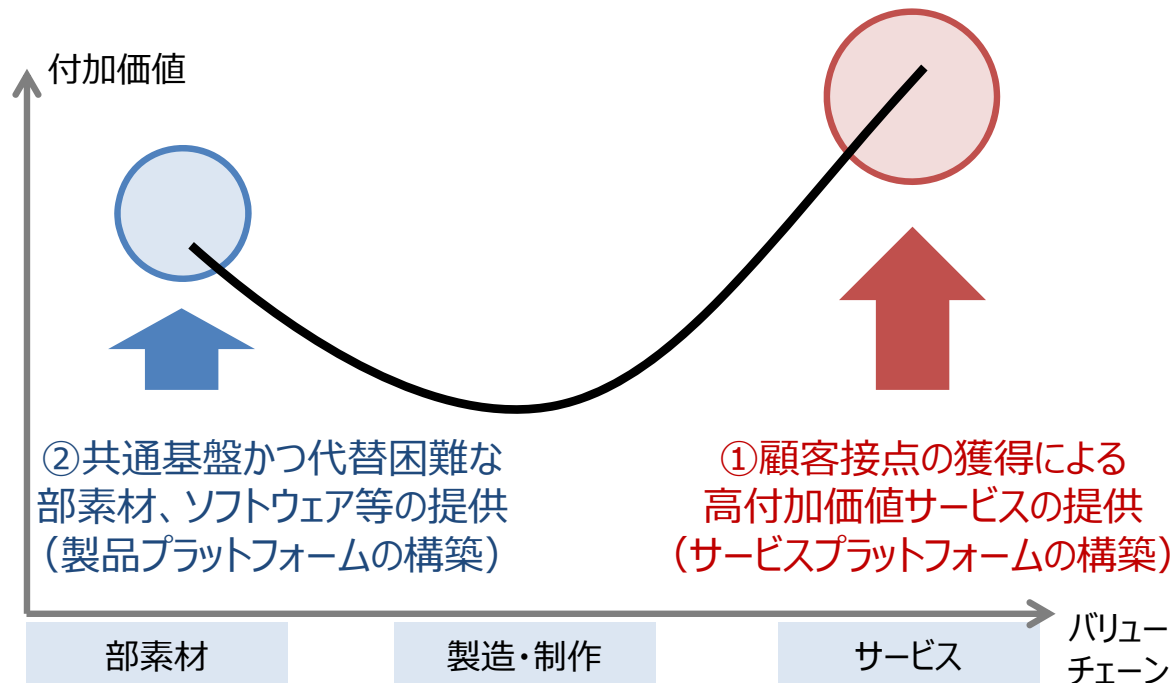 付加価値
②共通基盤かつ代替困難な
部素材、ソフトウェア等の提供
（製品プラットフォームの構築）
①顧客接点の獲得による
高付加価値サービスの提供
（サービスプラットフォームの構築）
部素材
製造・制作
サービス
バリュー
チェーン